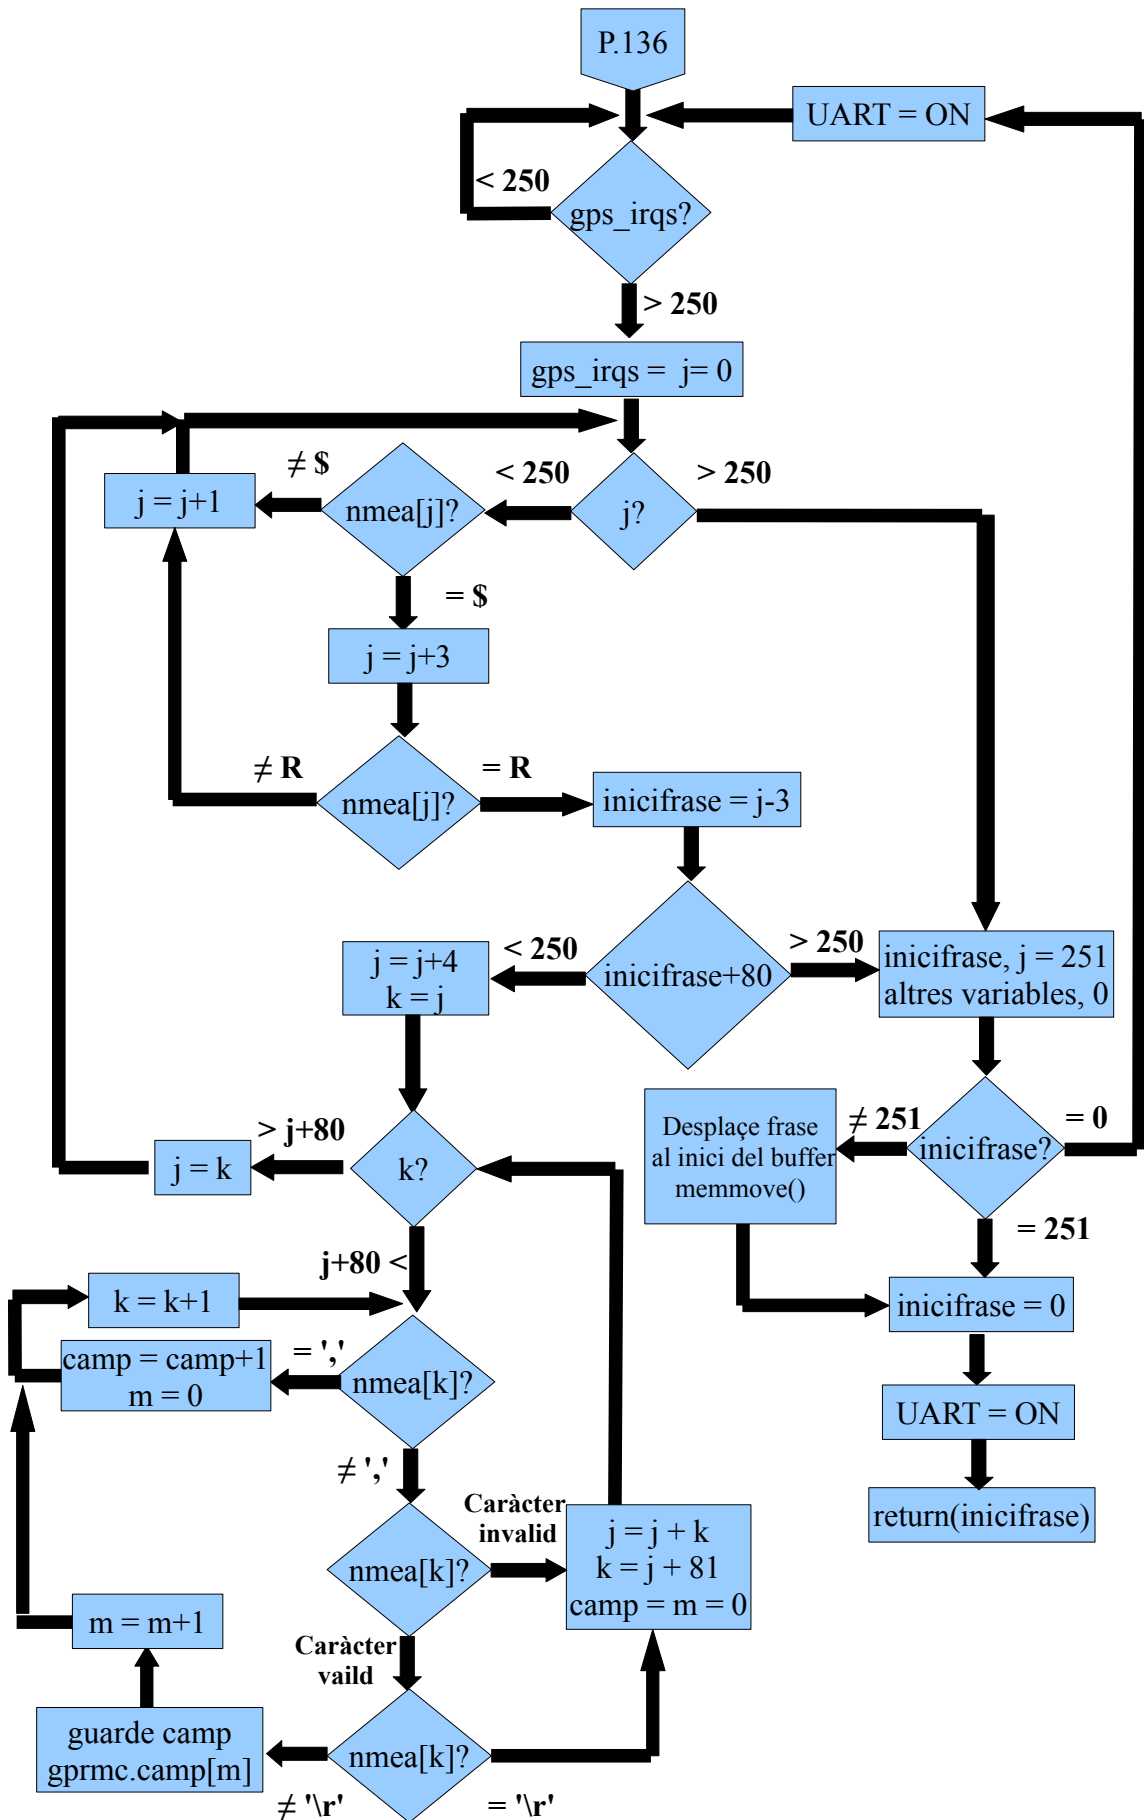 P.136
UART = ON
< 250
gps_irqs?
> 250
gps_irqs = j= 0
≠ $
< 250
> 250
j = j+1
nmea[j]?
j?
= $
j = j+3
≠ R
= R
nmea[j]?
inicifrase = j-3
j = j+4
k = j
< 250
inicifrase+80
> 250
inicifrase, j = 251
altres variables, 0
> j+80
j = k
k?
Desplaçe frase
al inici del buffer
memmove()
≠ 251
inicifrase?
= 0
= 251
j+80 <
k = k+1
inicifrase = 0
camp = camp+1
m = 0
= ','
nmea[k]?
UART = ON
≠ ','
Caràcter
invalid
nmea[k]?
j = j + k
k = j + 81
camp = m = 0
return(inicifrase)
m = m+1
Caràcter
vaild
guarde camp
gprmc.camp[m]
nmea[k]?
≠ '\r'
= '\r'